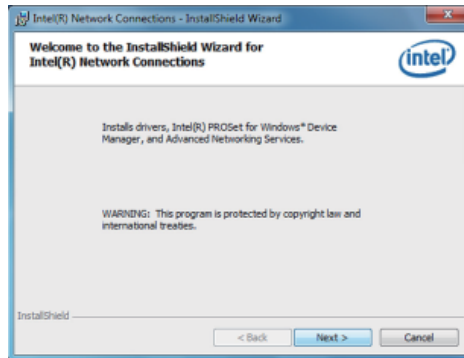 Intel(R) Network Connections - InstallShield Wizard
Welcome to the InstallShield Wizard for
Intel(R) Network Connections
intel
Installs drivers, Intel(R) PROSet for Windows* Device
Manager, and Advanced Networking Services.
WARNING: This program is protected by copyright law and
international treaties.
InstallShield
< Back Next > Cancel